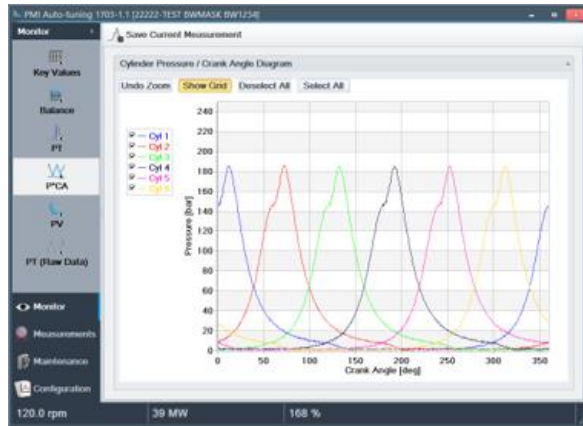 PMI Auto-tuning 1703-1.1 [22222-TEST BWMASK BW1234]
Monitor
Save Current Measurement
Key Values
Balance
PT
P*CA
PV
PT (Raw Data)
Monitor
Measurements
Maintenance
Configuration
Cylinder Pressure / Crank Angle Diagram
Undo Zoom Show Grid Deselect All Select All
Cyl 1
Cyl 2
Cyl 3
Cyl 4
Cyl 5
Cyl 6
Pressure [bar]
240
220
200
180
160
140
120
100
80
60
40
20
0
0 50 100 150 200 250 300 350
Crank Angle [deg]
120.0 rpm 39 MW 168 %